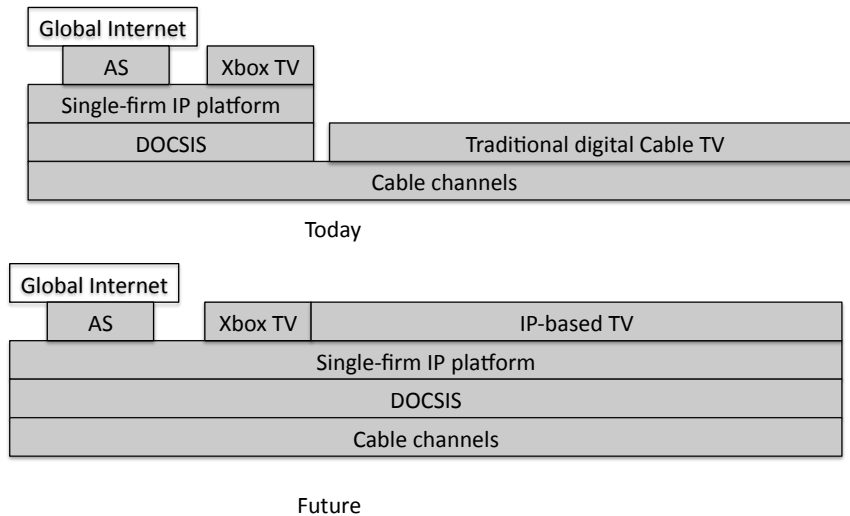 Global Internet
AS Xbox TV
Single-firm IP platform
DOCSIS Traditional digital Cable TV
Cable channels
Today
Global Internet
AS Xbox TV IP-based TV
Single-firm IP platform
DOCSIS
Cable channels
Future